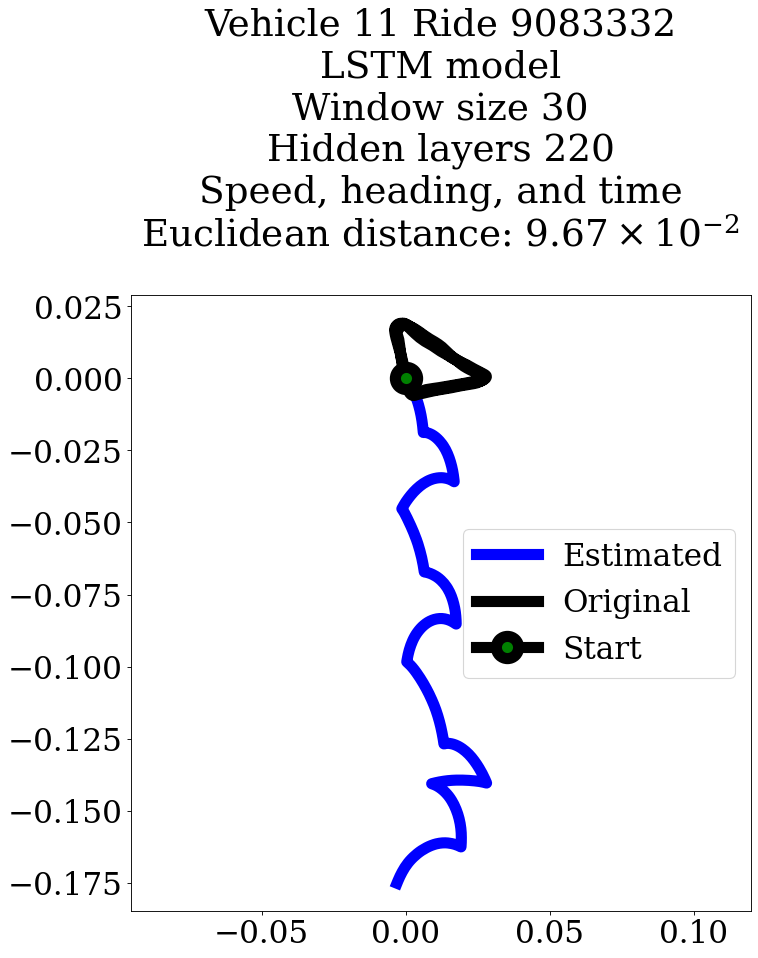 Vehicle 11 Ride 9083332
LSTM model
Window size 30
Hidden layers 220
Speed, heading, and time
Euclidean distance: 9.67 × 10⁻²
0.025
0.000
−0.025
−0.050
−0.075
−0.100
−0.125
−0.150
−0.175
Estimated
Original
Start
−0.05 0.00 0.05 0.10